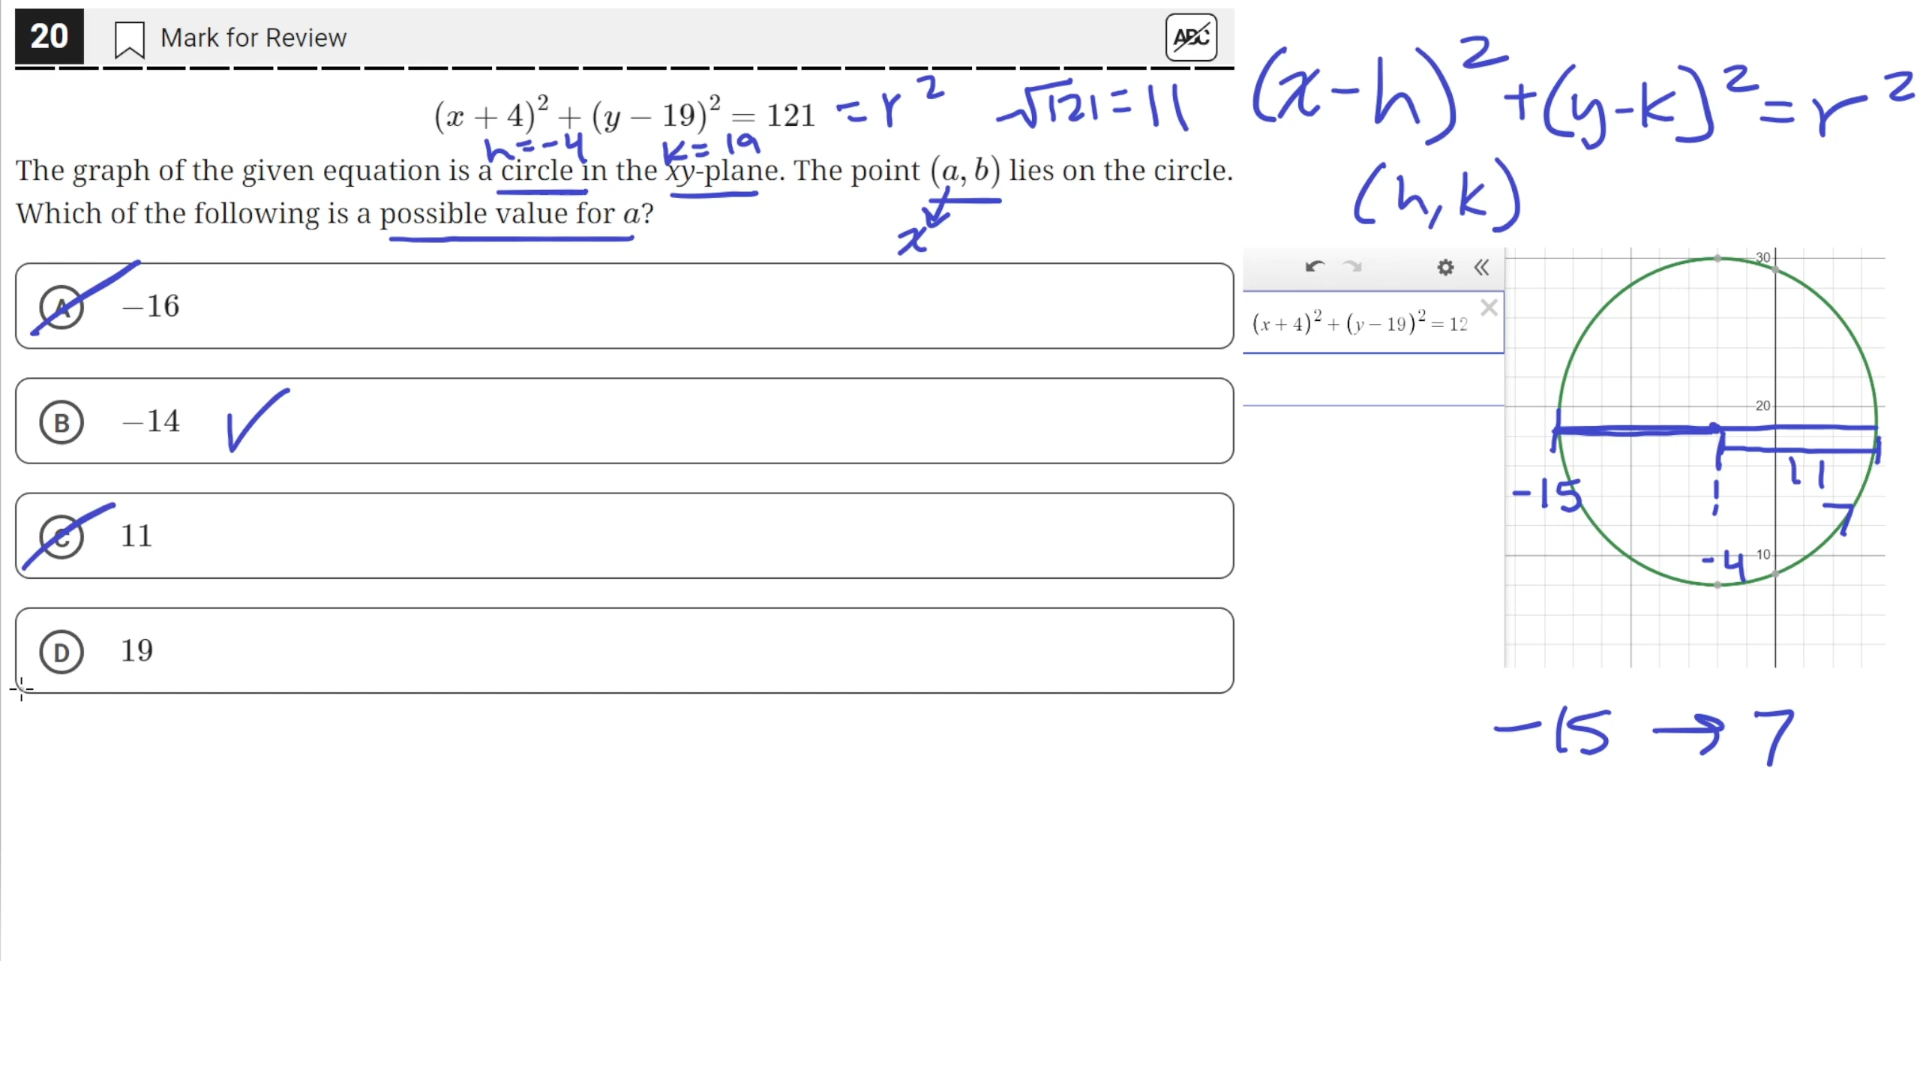 20 Mark for Review ABC
(x + 4)² + (y − 19)² = 121 = r² √121 = 11
h = -4 k = 19
The graph of the given equation is a circle in the xy-plane. The point (a, b) lies on the circle.
Which of the following is a possible value for a?
x
A −16
B −14
C 11
D 19
(x-h)² + (y-k)² = r²
(h, k)
(x + 4)² + (y − 19)² = 12
30
20
10
-15
11
7
-4
-15 → 7